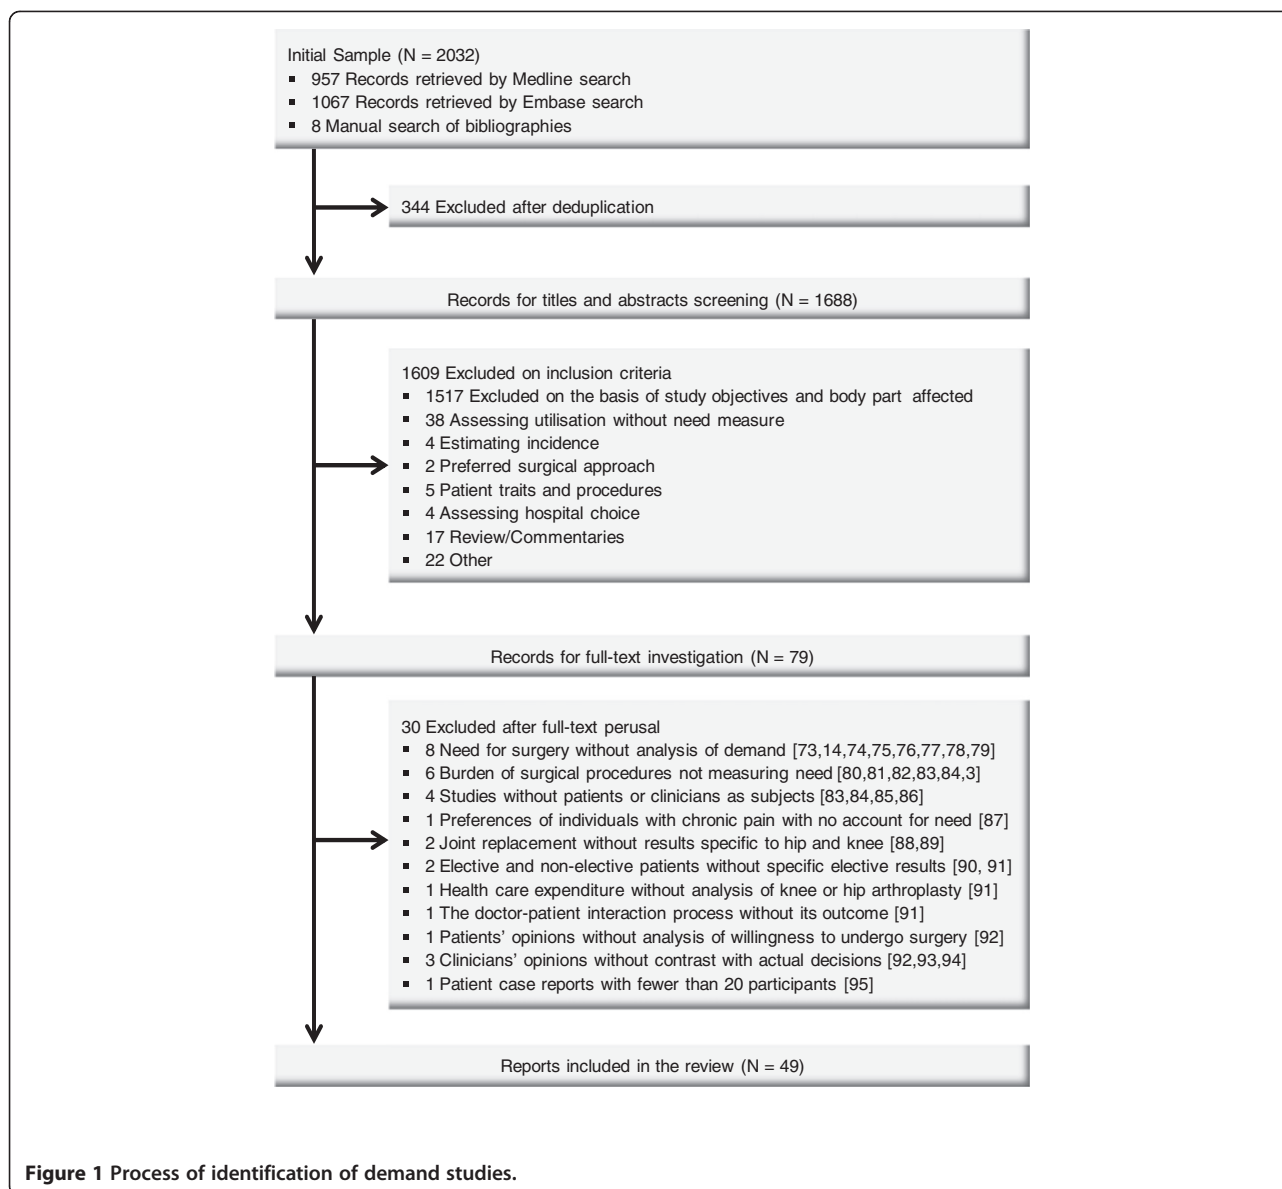 Initial Sample (N = 2032)
▪ 957 Records retrieved by Medline search
▪ 1067 Records retrieved by Embase search
▪ 8 Manual search of bibliographies
344 Excluded after deduplication
Records for titles and abstracts screening (N = 1688)
1609 Excluded on inclusion criteria
▪ 1517 Excluded on the basis of study objectives and body part affected
▪ 38 Assessing utilisation without need measure
▪ 4 Estimating incidence
▪ 2 Preferred surgical approach
▪ 5 Patient traits and procedures
▪ 4 Assessing hospital choice
▪ 17 Review/Commentaries
▪ 22 Other
Records for full-text investigation (N = 79)
30 Excluded after full-text perusal
▪ 8 Need for surgery without analysis of demand [73,14,74,75,76,77,78,79]
▪ 6 Burden of surgical procedures not measuring need [80,81,82,83,84,3]
▪ 4 Studies without patients or clinicians as subjects [83,84,85,86]
▪ 1 Preferences of individuals with chronic pain with no account for need [87]
▪ 2 Joint replacement without results specific to hip and knee [88,89]
▪ 2 Elective and non-elective patients without specific elective results [90, 91]
▪ 1 Health care expenditure without analysis of knee or hip arthroplasty [91]
▪ 1 The doctor-patient interaction process without its outcome [91]
▪ 1 Patients' opinions without analysis of willingness to undergo surgery [92]
▪ 3 Clinicians' opinions without contrast with actual decisions [92,93,94]
▪ 1 Patient case reports with fewer than 20 participants [95]
Reports included in the review (N = 49)
Figure 1 Process of identification of demand studies.